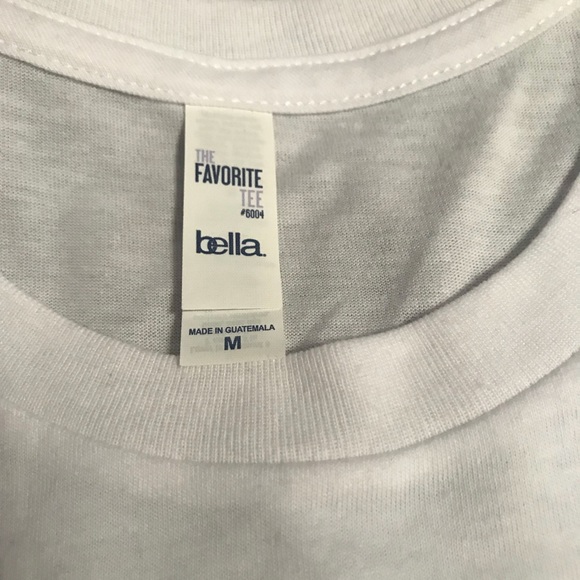 THE
FAVORITE
TEE
#6004
bella.
MADE IN GUATEMALA
M